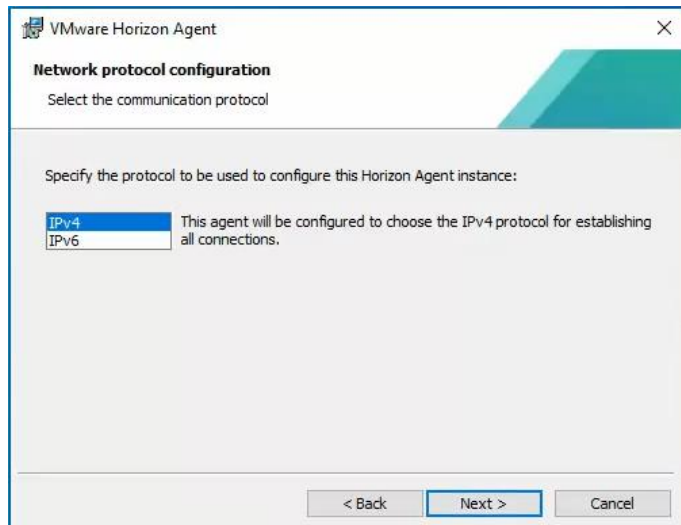 VMware Horizon Agent
Network protocol configuration
Select the communication protocol
Specify the protocol to be used to configure this Horizon Agent instance:
IPv4
IPv6
This agent will be configured to choose the IPv4 protocol for establishing
all connections.
< Back
Next >
Cancel